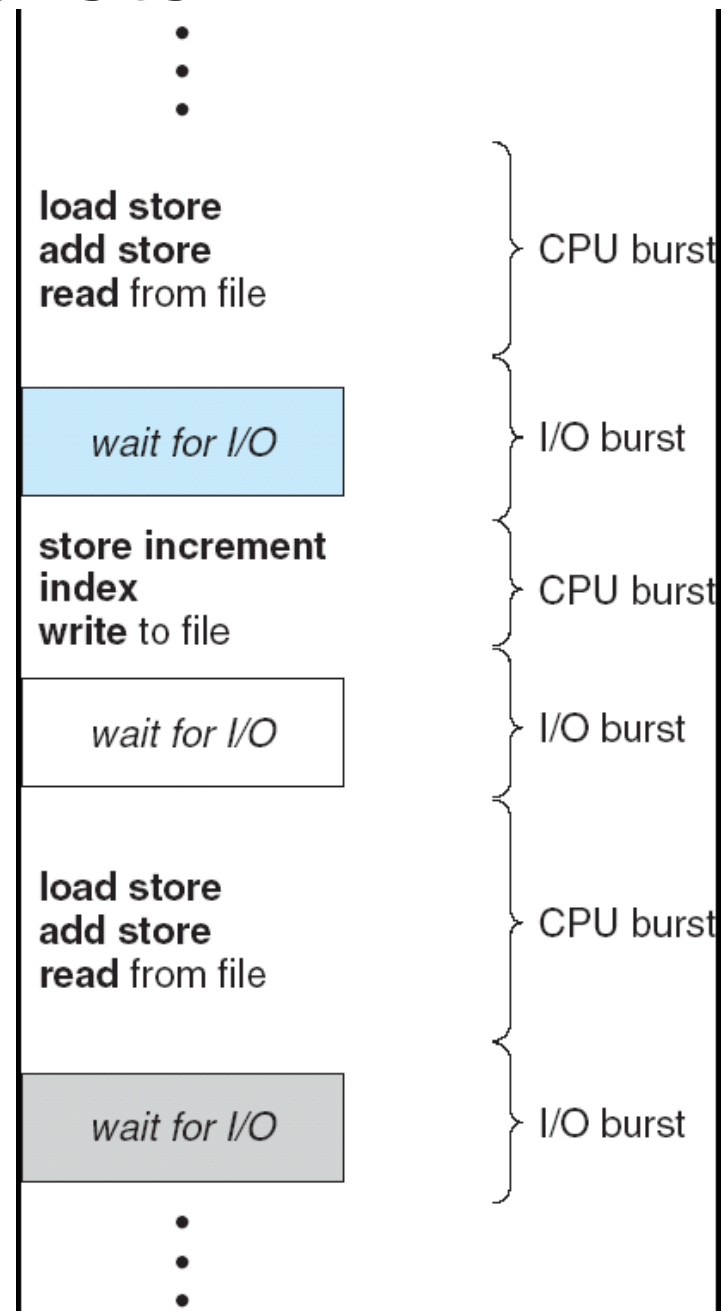 load store
add store
read from file
CPU burst
wait for I/O
I/O burst
store increment
index
write to file
CPU burst
wait for I/O
I/O burst
load store
add store
read from file
CPU burst
wait for I/O
I/O burst